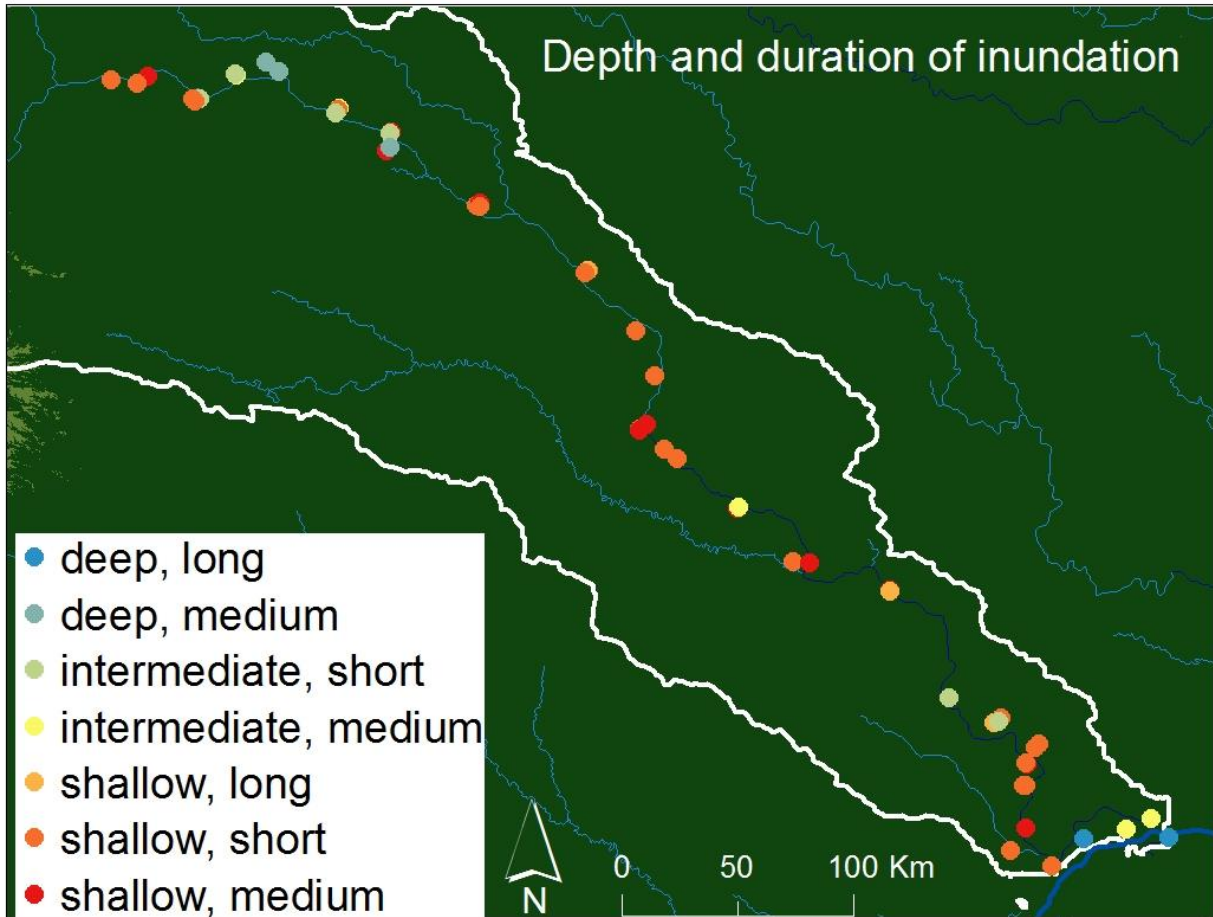 Depth and duration of inundation
deep, long
deep, medium
intermediate, short
intermediate, medium
shallow, long
shallow, short
shallow, medium
N
0 50 100 Km